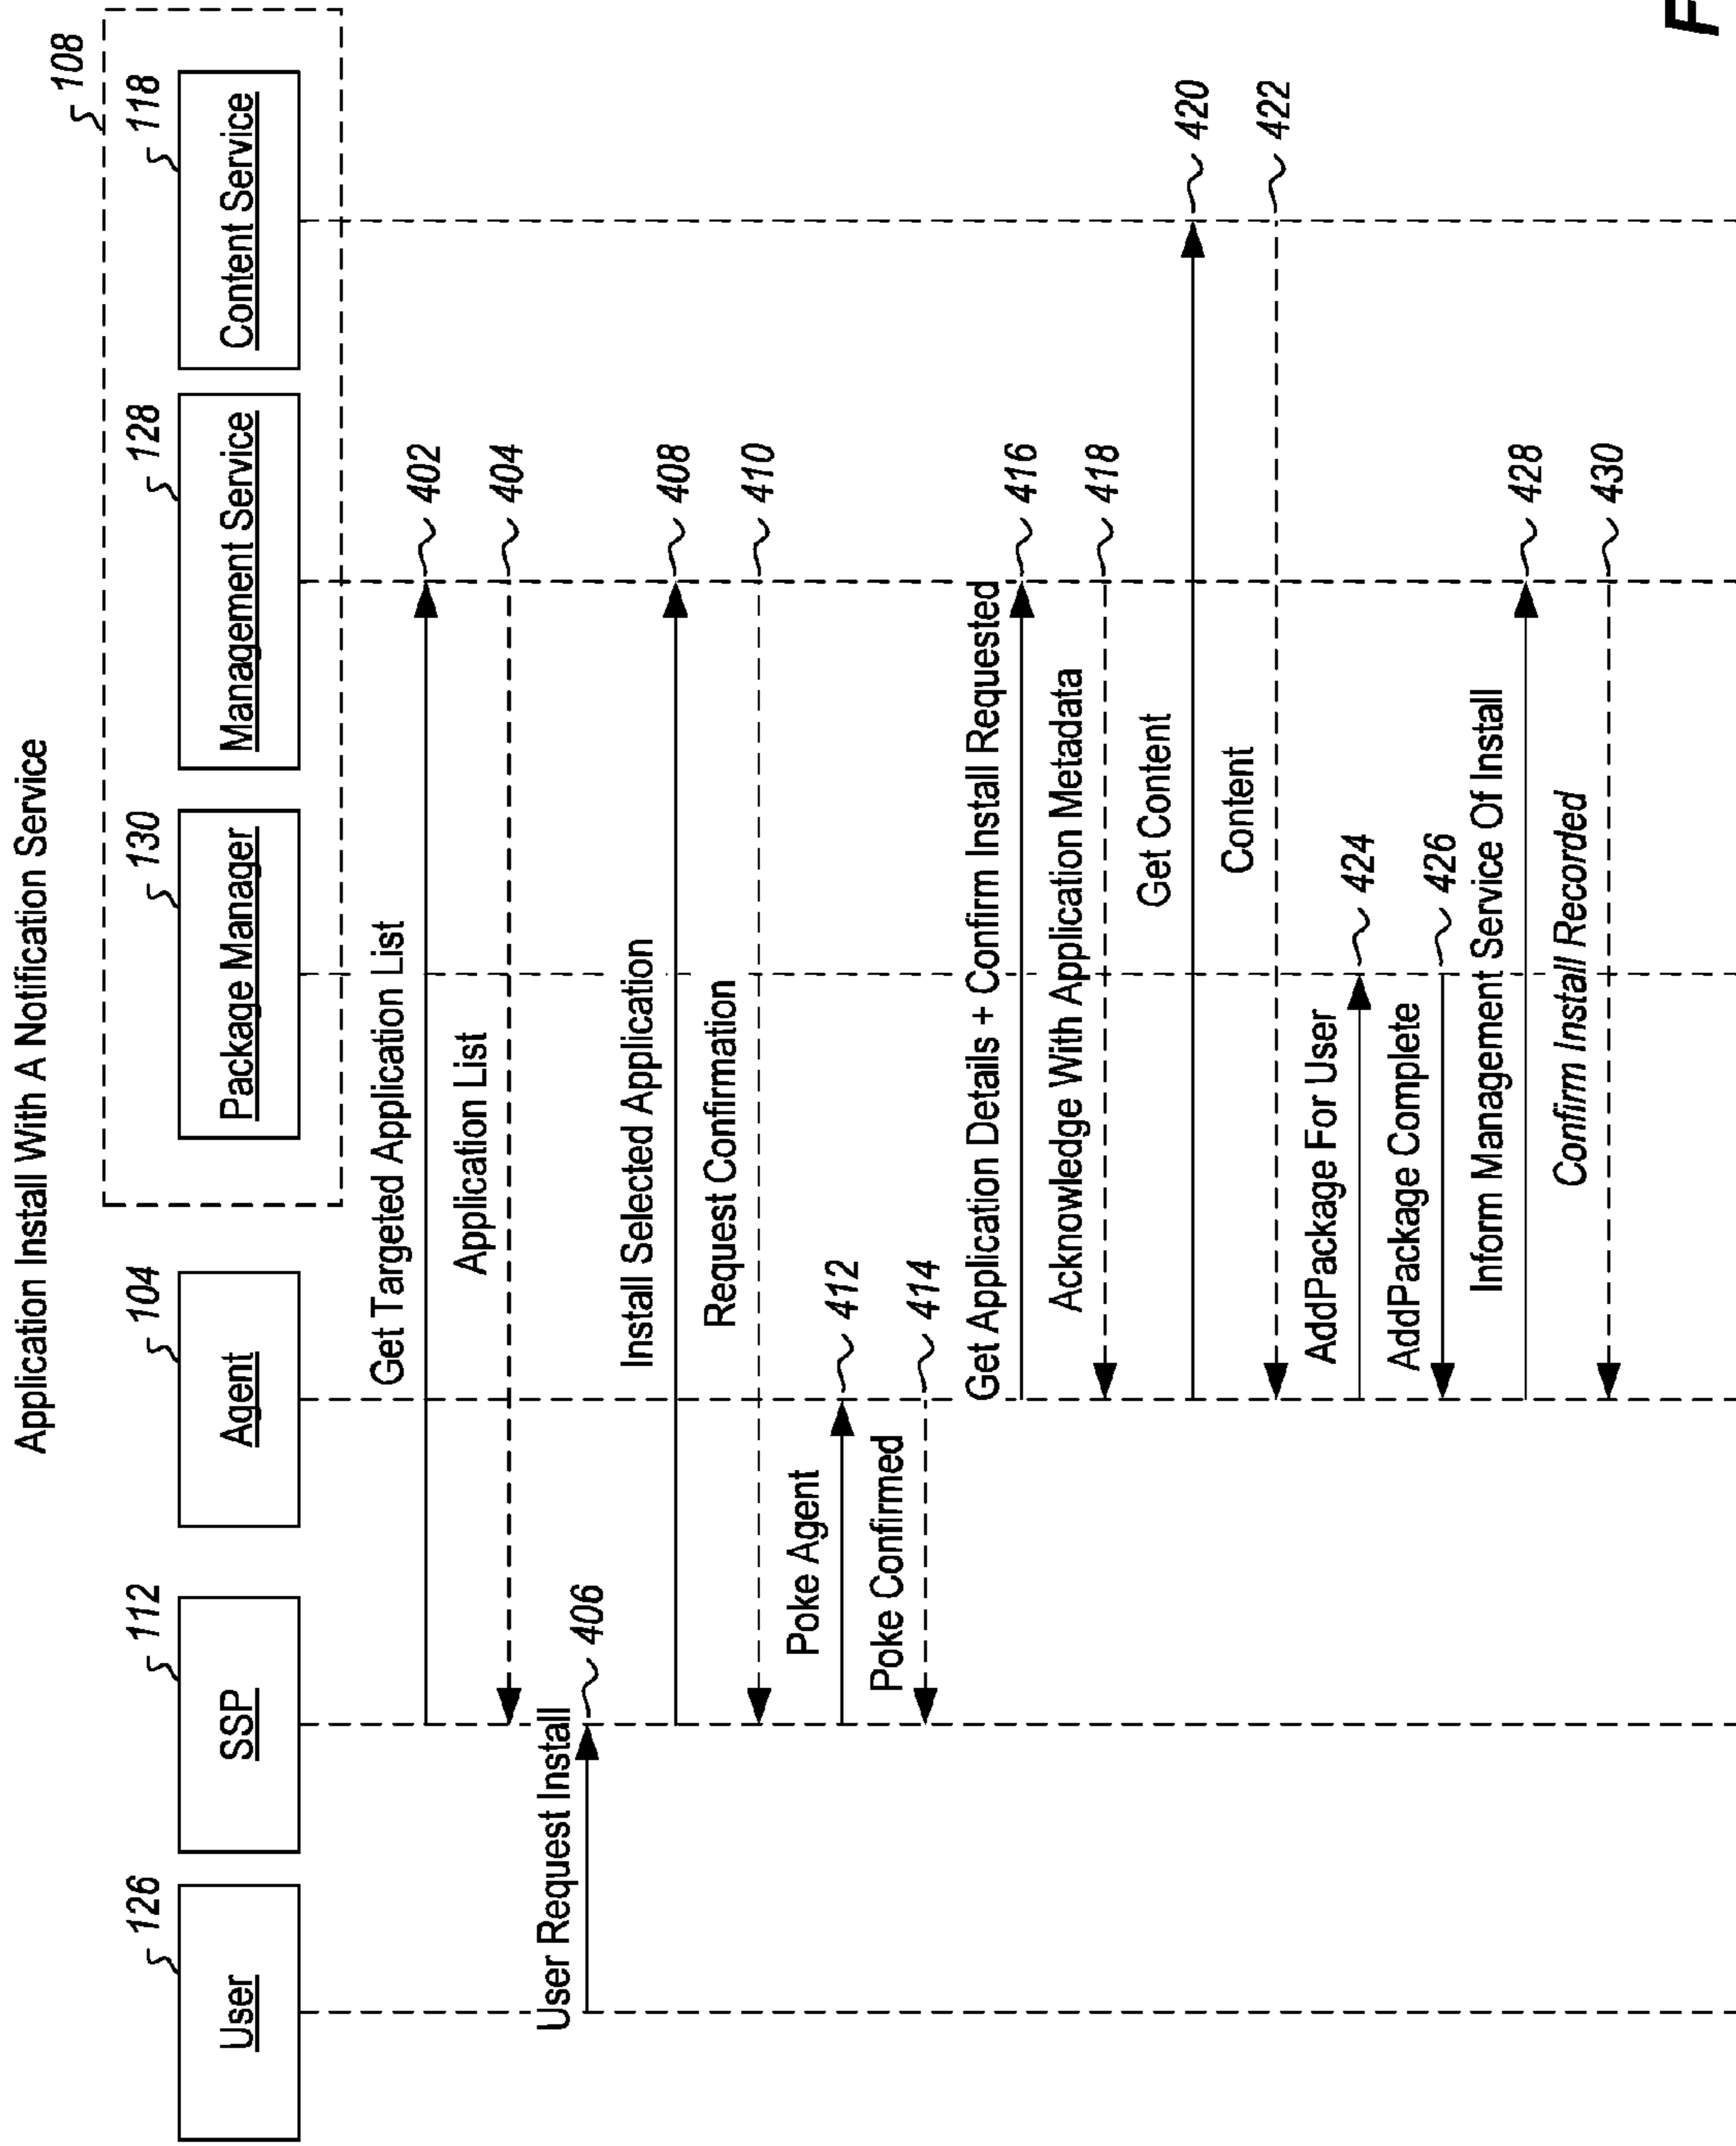 Application Install With A Notification Service
108
126
112
104
130
128
118
User
SSP
Agent
Package Manager
Management Service
Content Service
Get Targeted Application List
402
Application List
404
User Request Install
406
Install Selected Application
408
Request Confirmation
410
Poke Agent
412
Poke Confirmed
414
Get Application Details + Confirm Install Requested
416
Acknowledge With Application Metadata
418
Get Content
420
Content
422
AddPackage For User
424
AddPackage Complete
426
Inform Management Service Of Install
428
Confirm Install Recorded
430